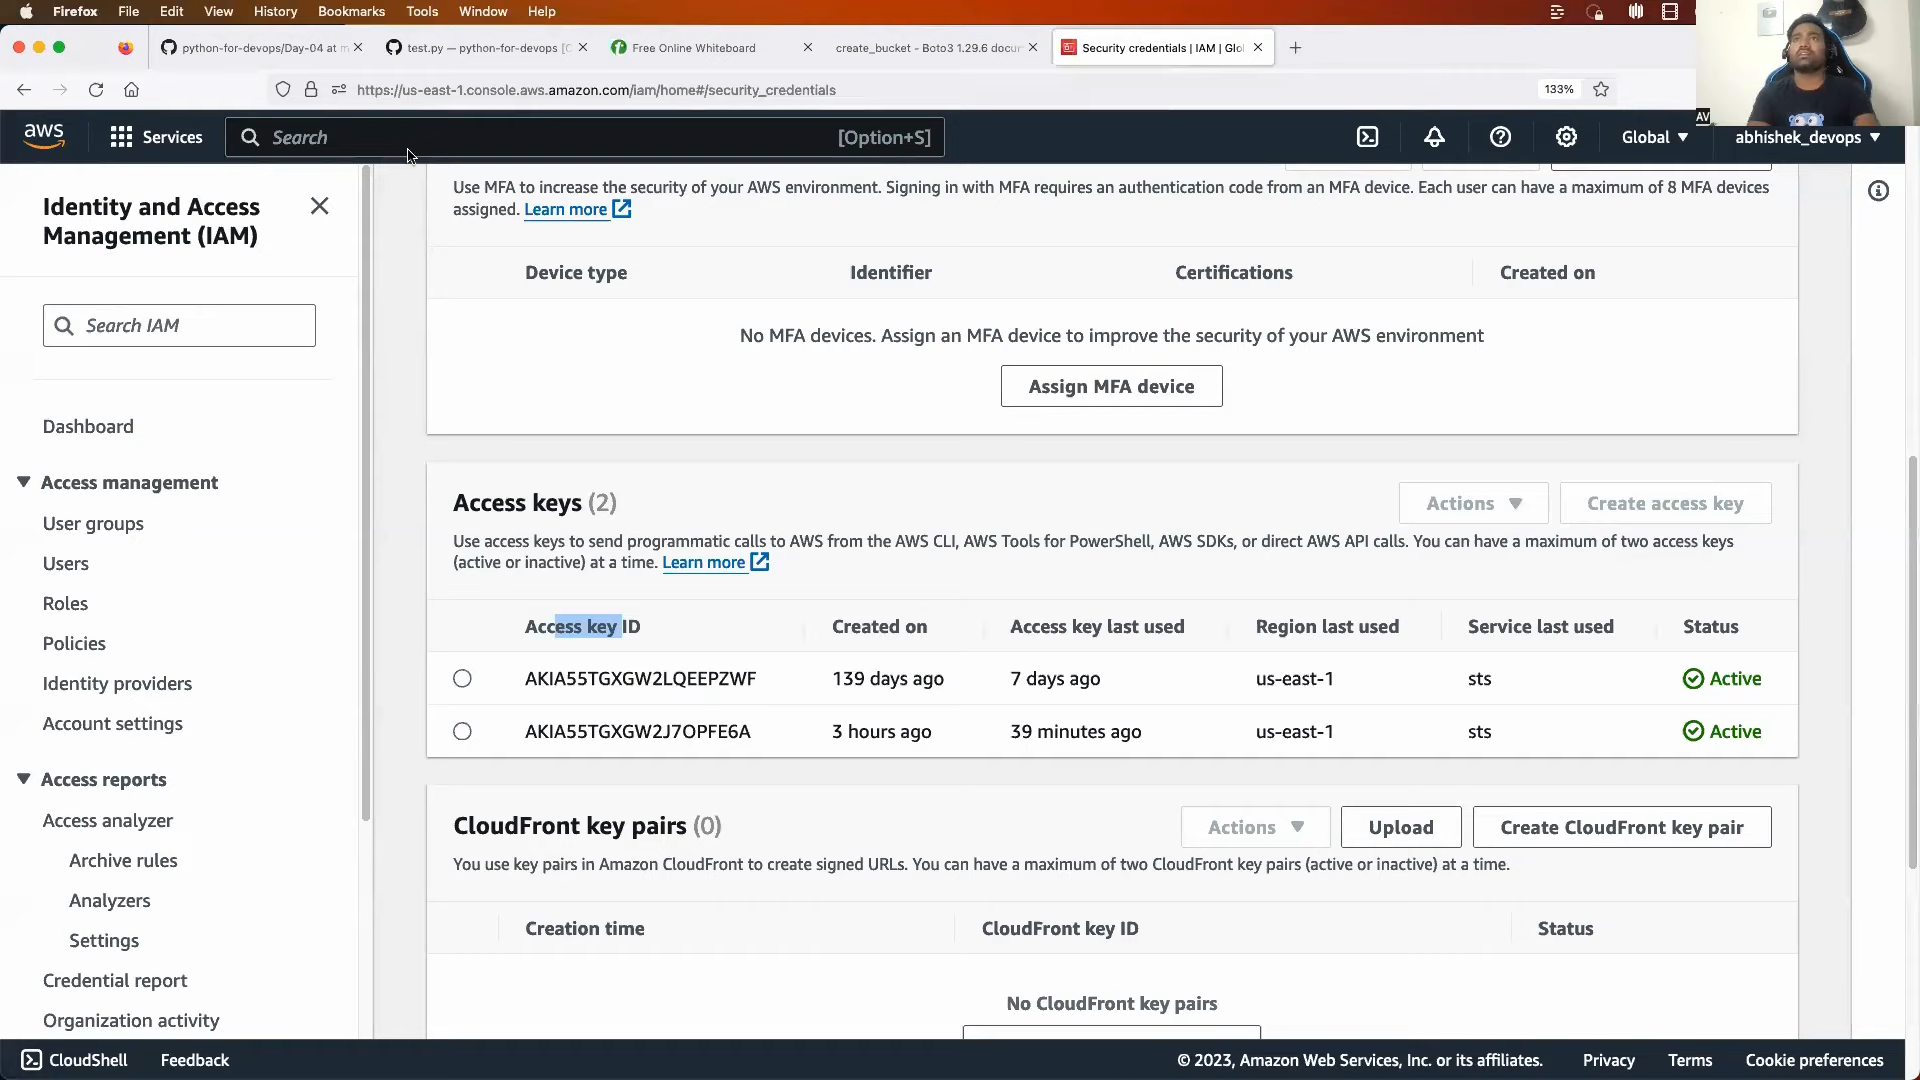 Firefox File Edit View History Bookmarks Tools Window Help
python-for-devops/Day-04 at m
test.py — python-for-devops [C
Free Online Whiteboard
create_bucket - Boto3 1.29.6 docu
Security credentials | IAM | Glo
https://us-east-1.console.aws.amazon.com/iam/home#/security_credentials
133%
AV
aws
Services
Search
[Option+S]
Global
abhishek_devops
Identity and Access
Management (IAM)
Search IAM
Dashboard
Access management
User groups
Users
Roles
Policies
Identity providers
Account settings
Access reports
Access analyzer
Archive rules
Analyzers
Settings
Credential report
Organization activity
Use MFA to increase the security of your AWS environment. Signing in with MFA requires an authentication code from an MFA device. Each user can have a maximum of 8 MFA devices
assigned. Learn more
Device type Identifier Certifications Created on
No MFA devices. Assign an MFA device to improve the security of your AWS environment
Assign MFA device
Access keys (2)
Actions
Create access key
Use access keys to send programmatic calls to AWS from the AWS CLI, AWS Tools for PowerShell, AWS SDKs, or direct AWS API calls. You can have a maximum of two access keys
(active or inactive) at a time. Learn more
Access key ID Created on Access key last used Region last used Service last used Status
AKIA55TGXGW2LQEEPZWF 139 days ago 7 days ago us-east-1 sts Active
AKIA55TGXGW2J7OPFE6A 3 hours ago 39 minutes ago us-east-1 sts Active
CloudFront key pairs (0)
Actions
Upload
Create CloudFront key pair
You use key pairs in Amazon CloudFront to create signed URLs. You can have a maximum of two CloudFront key pairs (active or inactive) at a time.
Creation time CloudFront key ID Status
No CloudFront key pairs
CloudShell Feedback
© 2023, Amazon Web Services, Inc. or its affiliates. Privacy Terms Cookie preferences